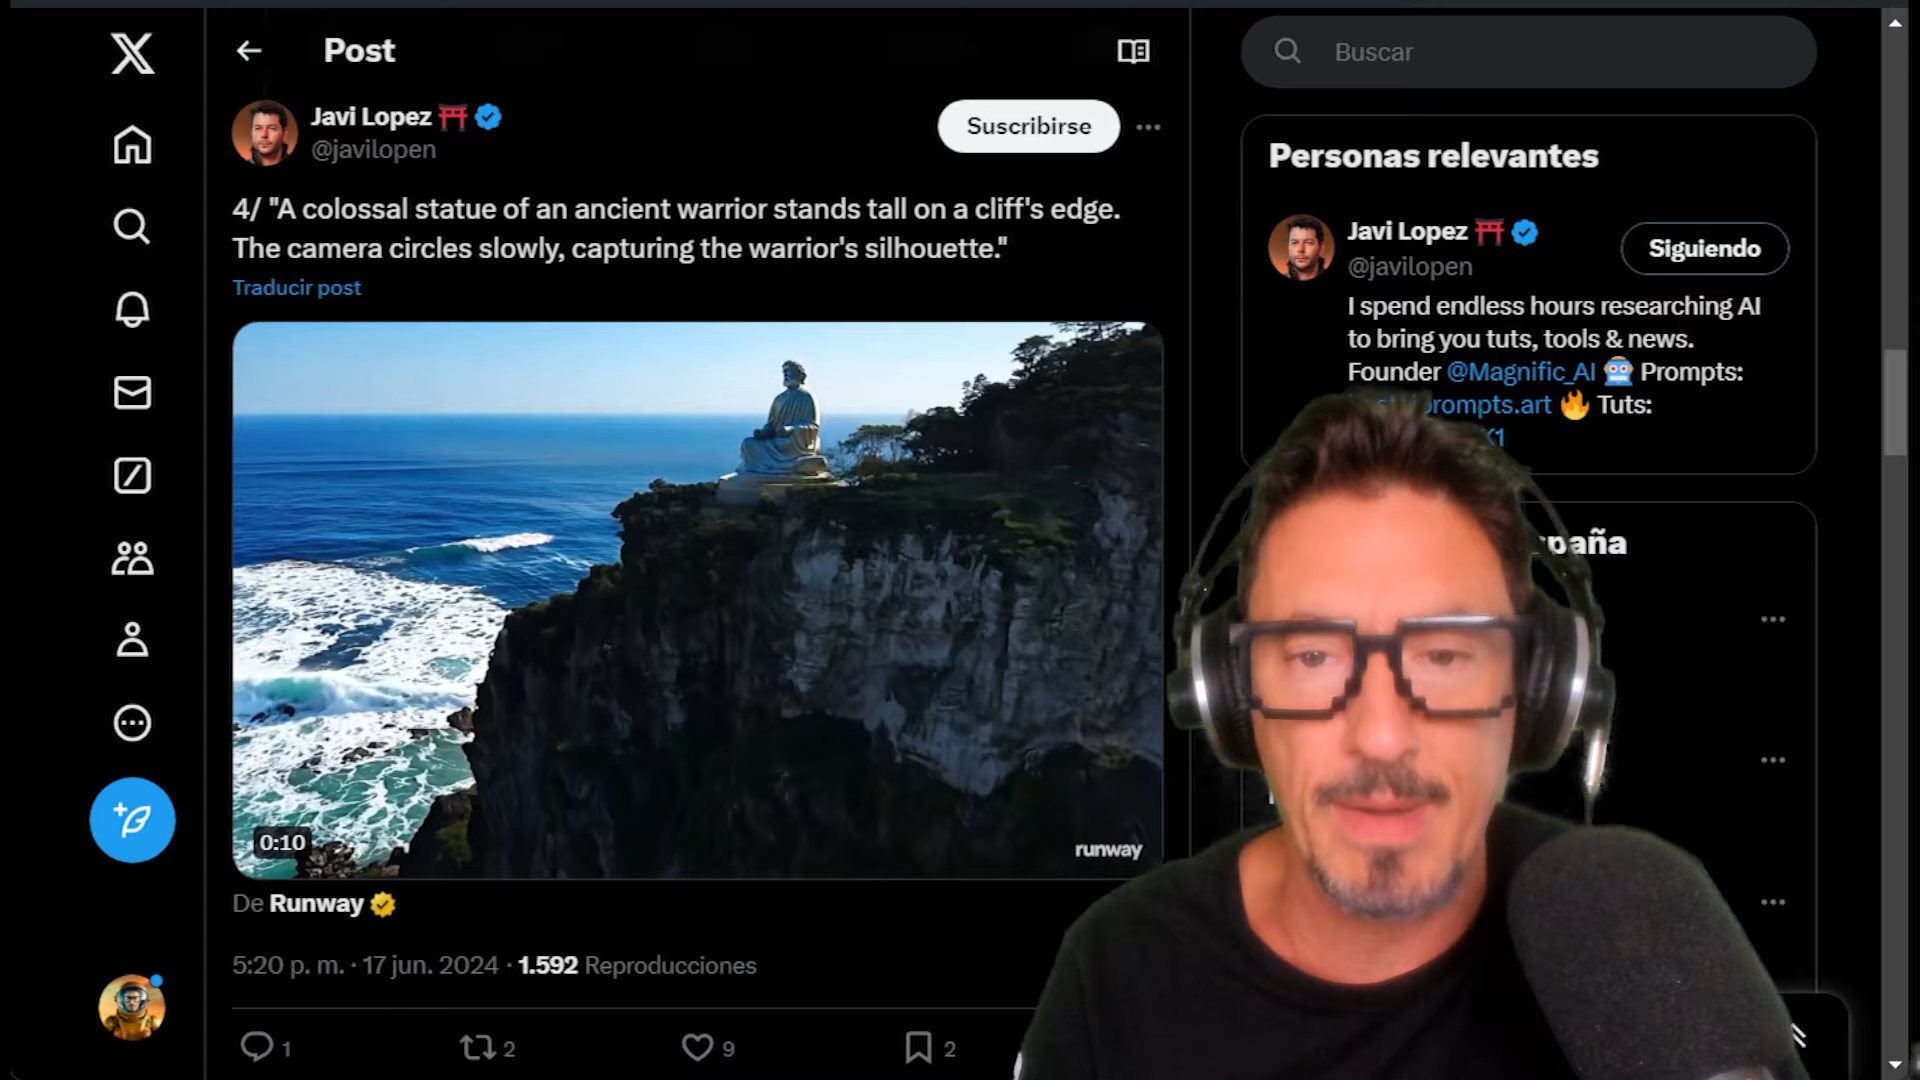 Post
Javi Lopez
@javilopen
Suscribirse
4/ "A colossal statue of an ancient warrior stands tall on a cliff's edge.
The camera circles slowly, capturing the warrior's silhouette."
Traducir post
0:10
runway
De Runway
5:20 p. m. · 17 jun. 2024 · 1.592 Reproducciones
1
2
9
2
Buscar
Personas relevantes
Javi Lopez
@javilopen
Siguiendo
I spend endless hours researching AI
to bring you tuts, tools & news.
Founder @Magnific_AI Prompts:
prompts.art Tuts: